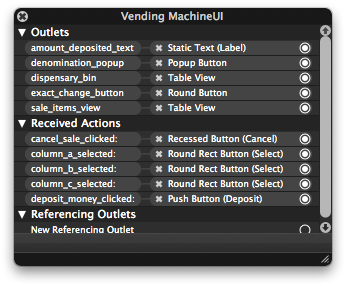 Vending MachineUI
Outlets
amount_deposited_text Static Text (Label)
denomination_popup Popup Button
dispensary_bin Table View
exact_change_button Round Button
sale_items_view Table View
Received Actions
cancel_sale_clicked: Recessed Button (Cancel)
column_a_selected: Round Rect Button (Select)
column_b_selected: Round Rect Button (Select)
column_c_selected: Round Rect Button (Select)
deposit_money_clicked: Push Button (Deposit)
Referencing Outlets
New Referencing Outlet